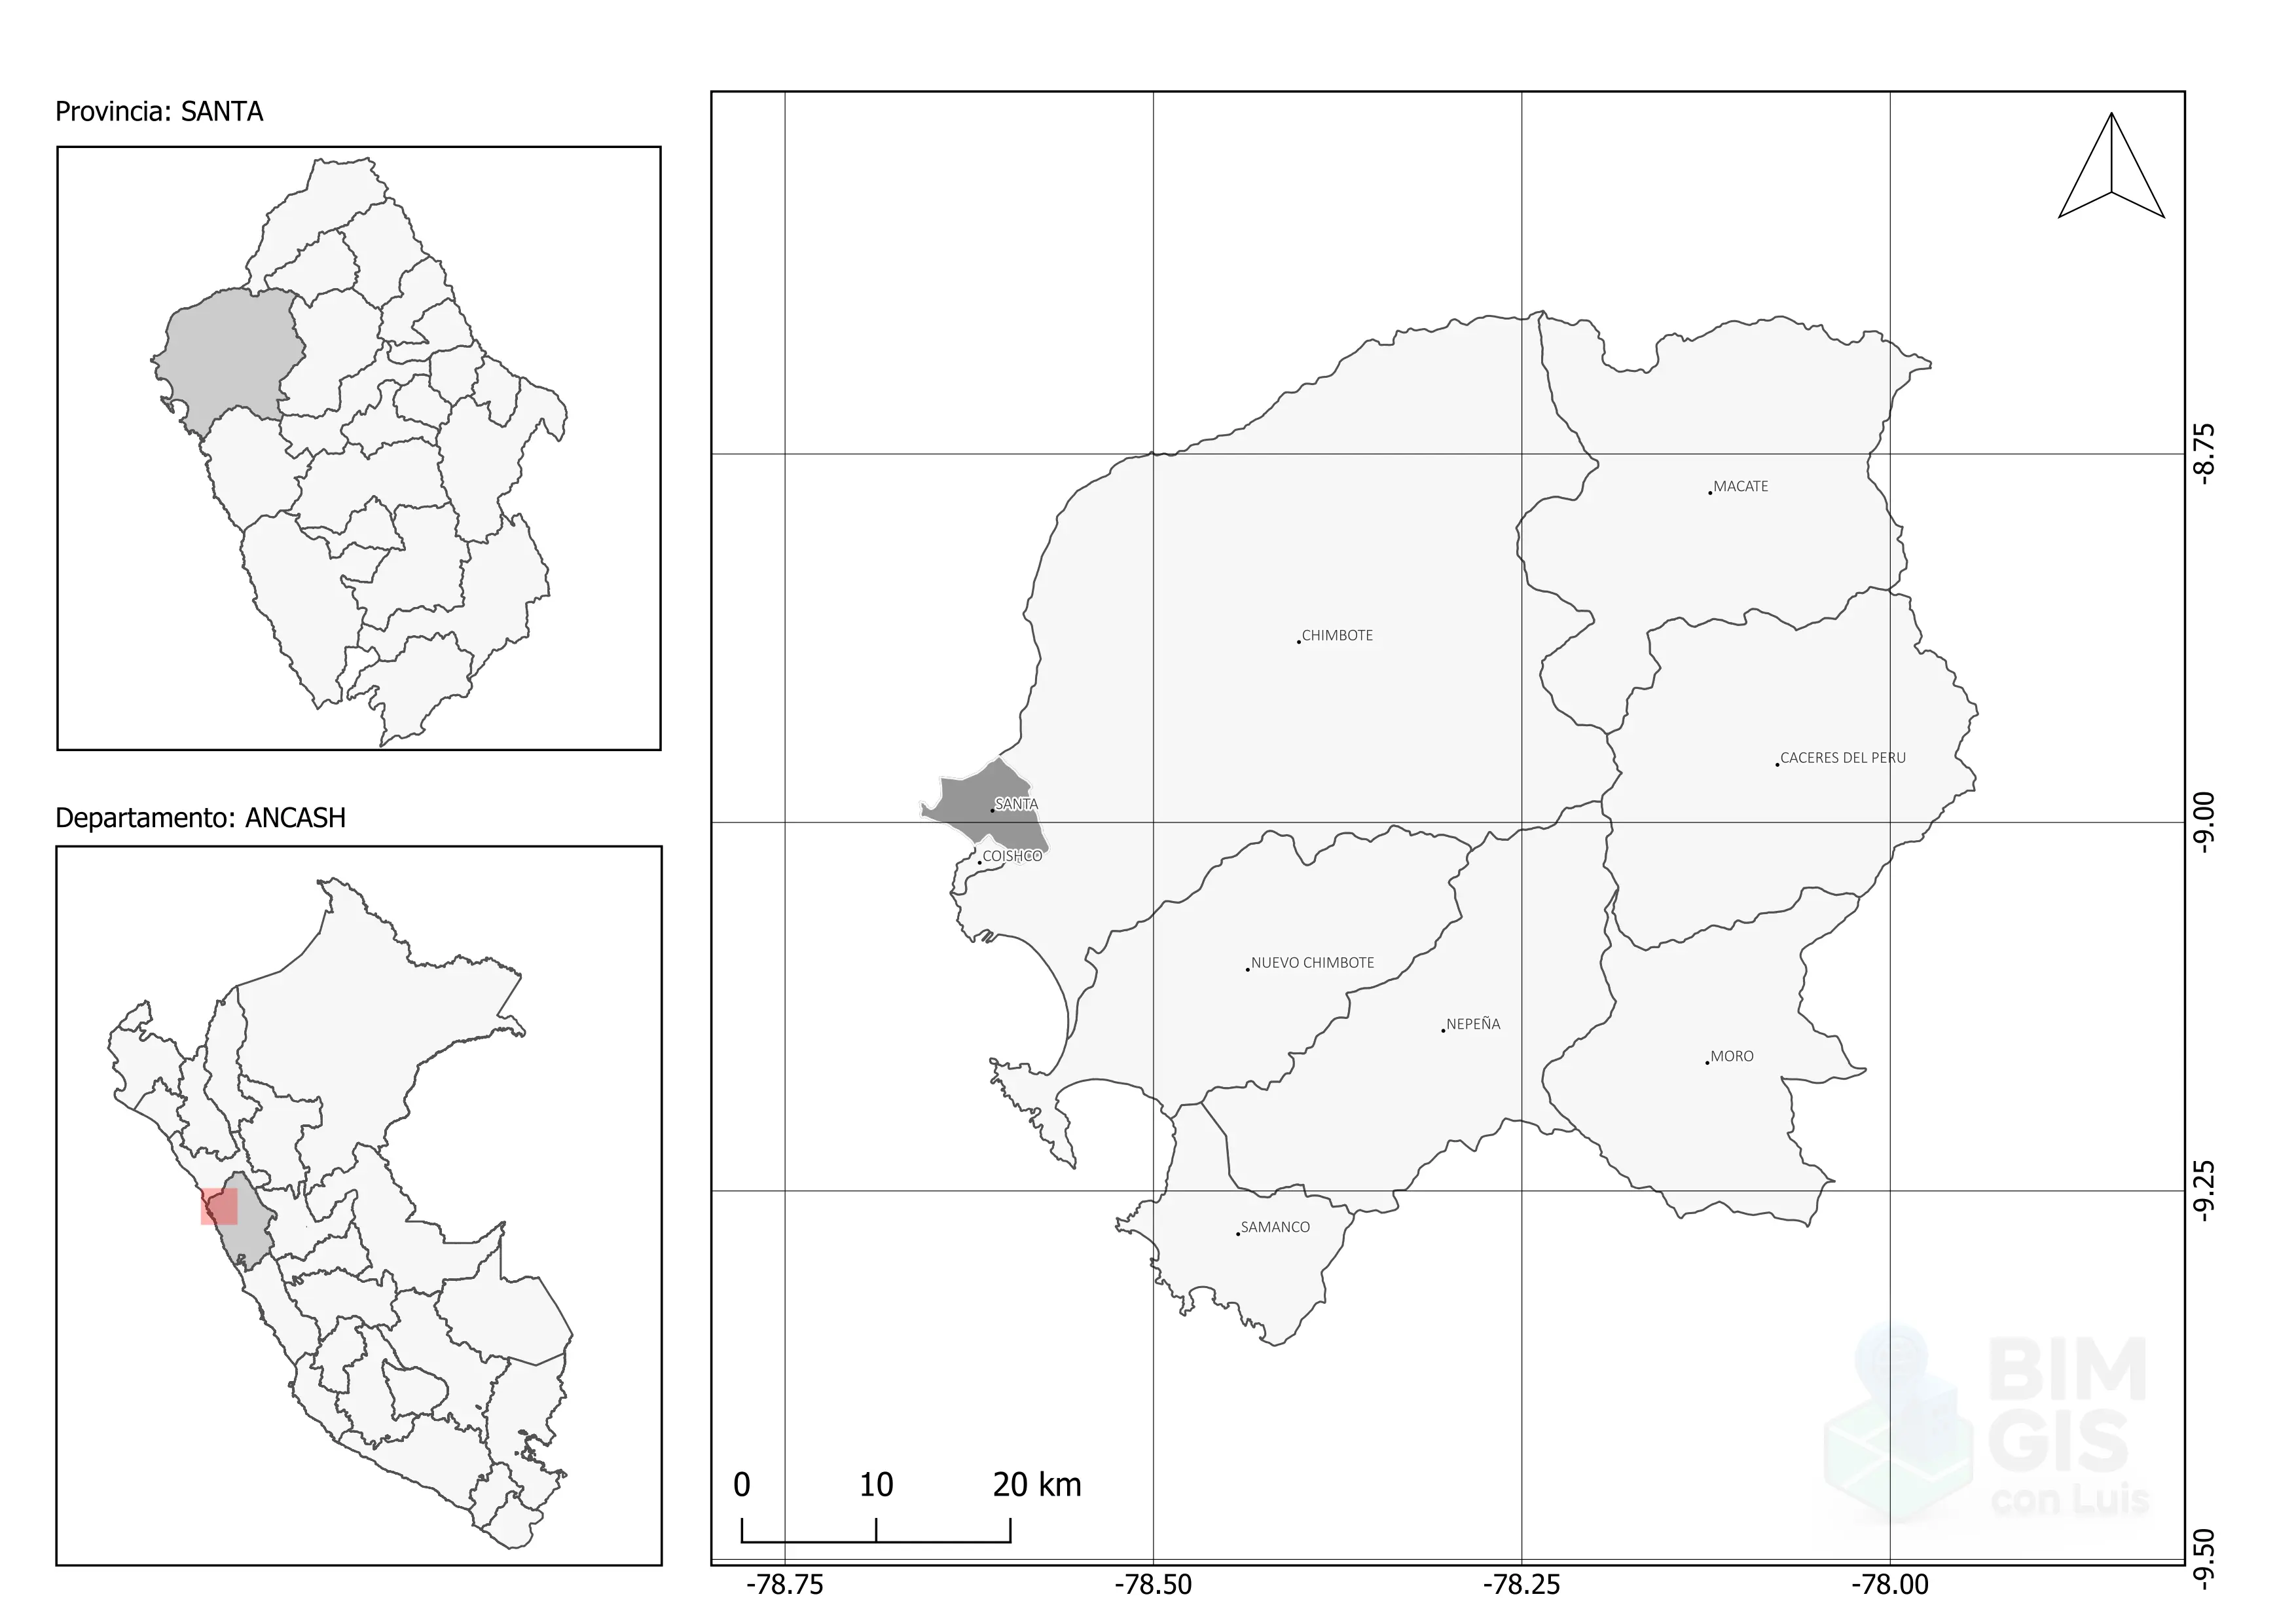 Provincia: SANTA
Departamento: ANCASH
MACATE
CHIMBOTE
CACERES DEL PERU
SANTA
COISHCO
NUEVO CHIMBOTE
NEPEÑA
MORO
SAMANCO
0 10 20 km
-78.75 -78.50 -78.25 -78.00
-8.75
-9.00
-9.25
-9.50
BIM
GIS
con Luis